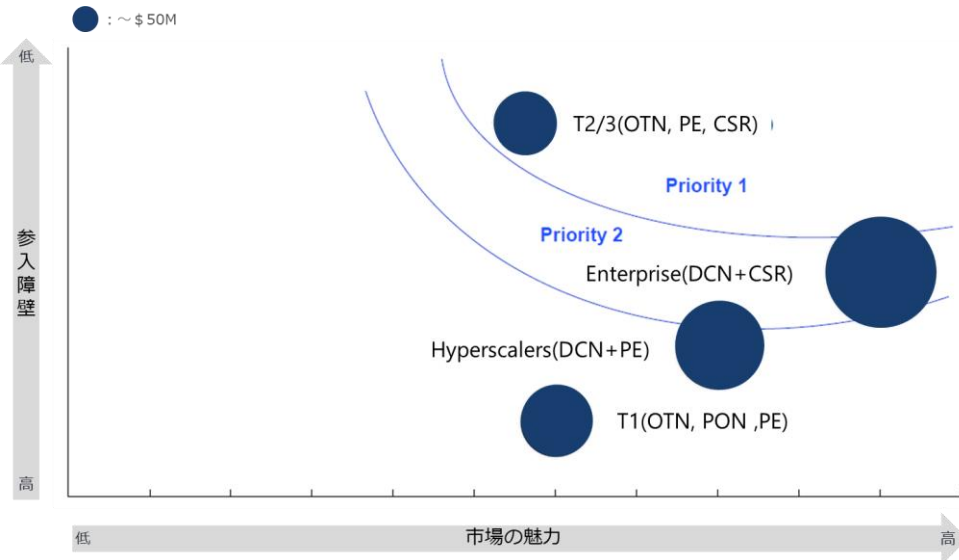 ：～＄50M
低
T2/3(OTN, PE, CSR)
Priority 1
参入障壁
Priority 2
Enterprise(DCN+CSR)
Hyperscalers(DCN+PE)
T1(OTN, PON ,PE)
高
低
市場の魅力
高